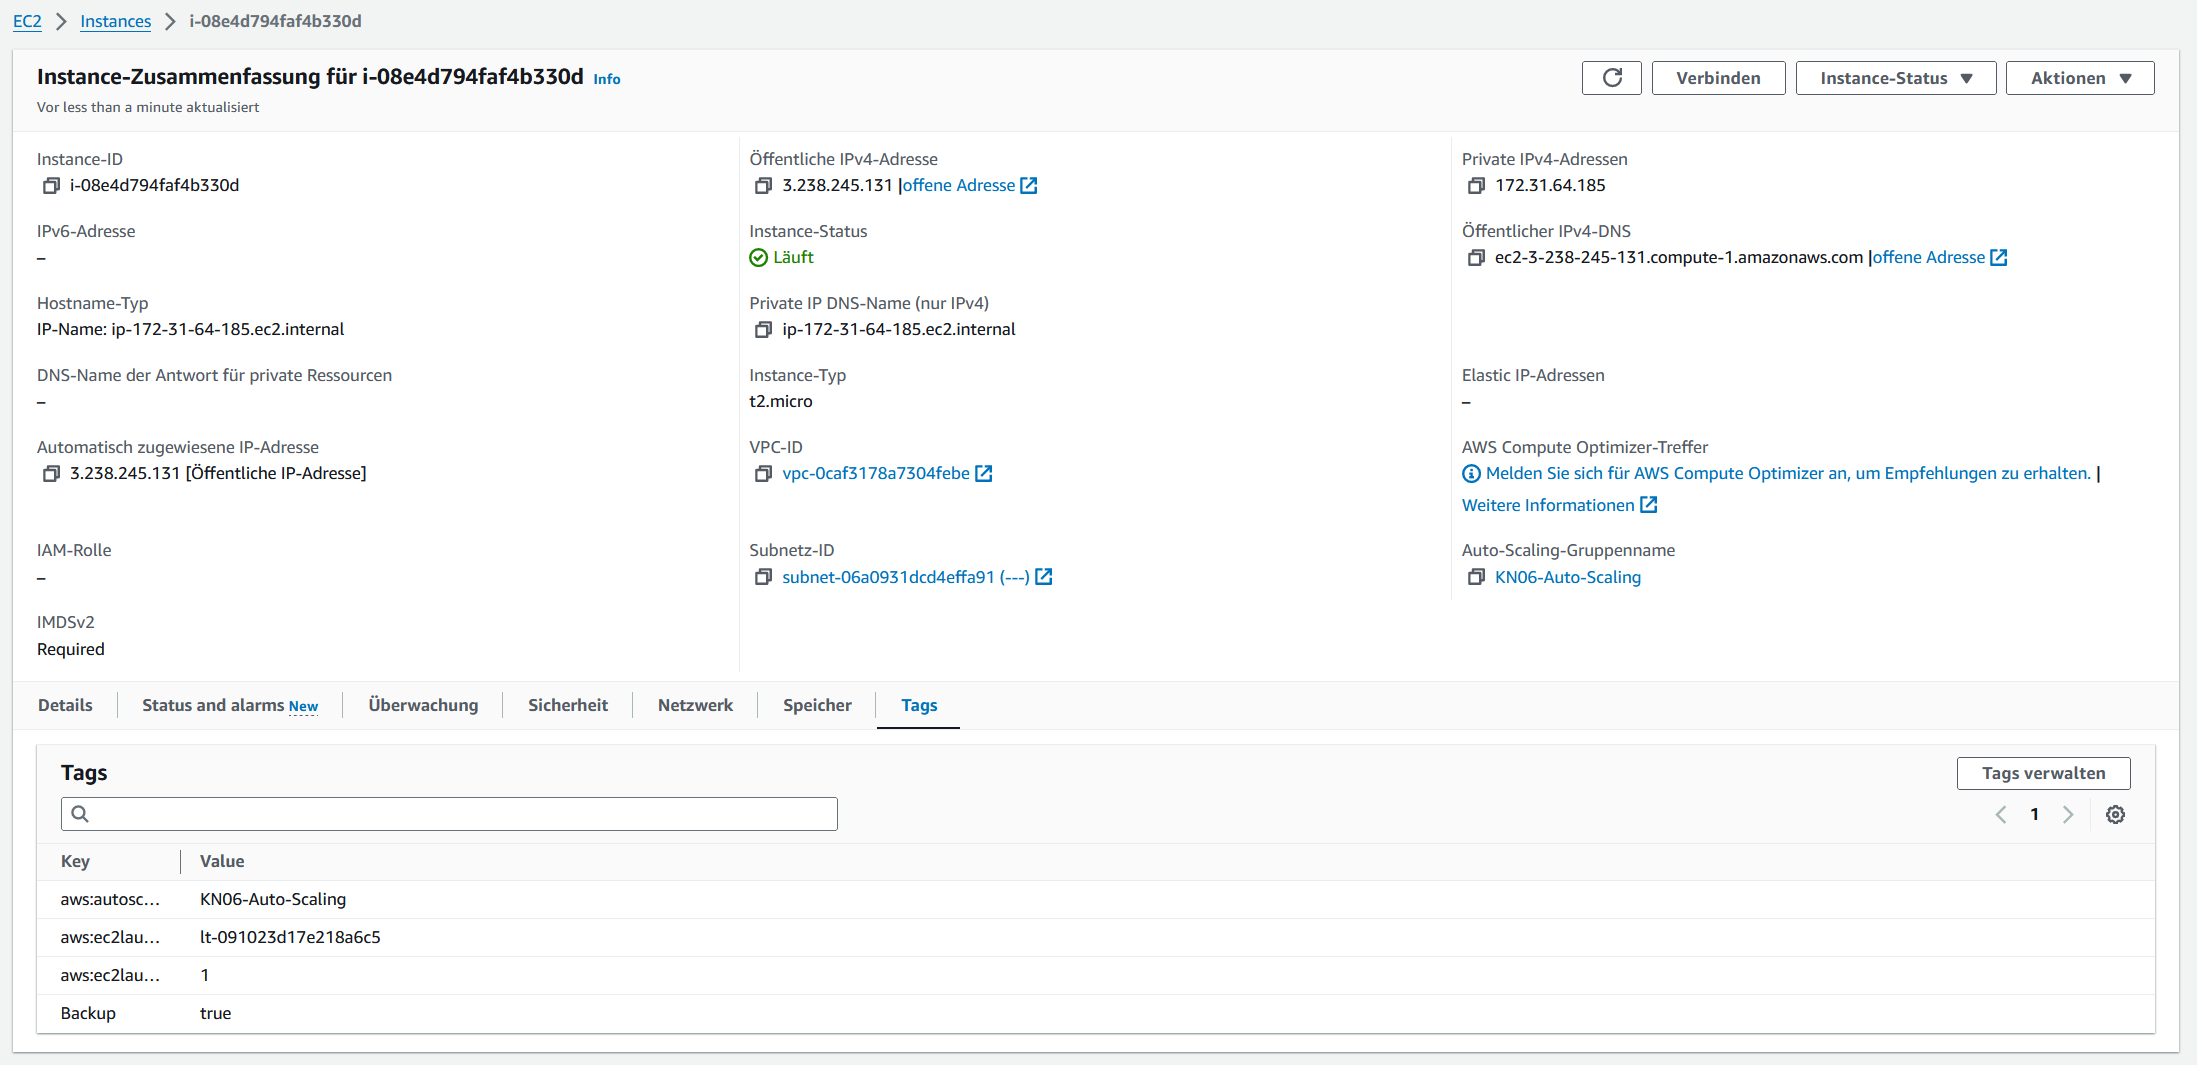 EC2 > Instances > i-08e4d794faf4b330d
Instance-Zusammenfassung für i-08e4d794faf4b330d Info
Vor less than a minute aktualisiert
Verbinden
Instance-Status
Aktionen
Instance-ID
i-08e4d794faf4b330d
Öffentliche IPv4-Adresse
3.238.245.131 |offene Adresse
Private IPv4-Adressen
172.31.64.185
IPv6-Adresse
–
Instance-Status
Läuft
Öffentlicher IPv4-DNS
ec2-3-238-245-131.compute-1.amazonaws.com |offene Adresse
Hostname-Typ
IP-Name: ip-172-31-64-185.ec2.internal
Private IP DNS-Name (nur IPv4)
ip-172-31-64-185.ec2.internal
DNS-Name der Antwort für private Ressourcen
–
Instance-Typ
t2.micro
Elastic IP-Adressen
–
Automatisch zugewiesene IP-Adresse
3.238.245.131 [Öffentliche IP-Adresse]
VPC-ID
vpc-0caf3178a7304febe
AWS Compute Optimizer-Treffer
Melden Sie sich für AWS Compute Optimizer an, um Empfehlungen zu erhalten. |
Weitere Informationen
IAM-Rolle
–
Subnetz-ID
subnet-06a0931dcd4effa91 (---)
Auto-Scaling-Gruppenname
KN06-Auto-Scaling
IMDSv2
Required
Details
Status and alarms New
Überwachung
Sicherheit
Netzwerk
Speicher
Tags
Tags
Tags verwalten
1
Key Value
aws:autosc... KN06-Auto-Scaling
aws:ec2lau... lt-091023d17e218a6c5
aws:ec2lau... 1
Backup true